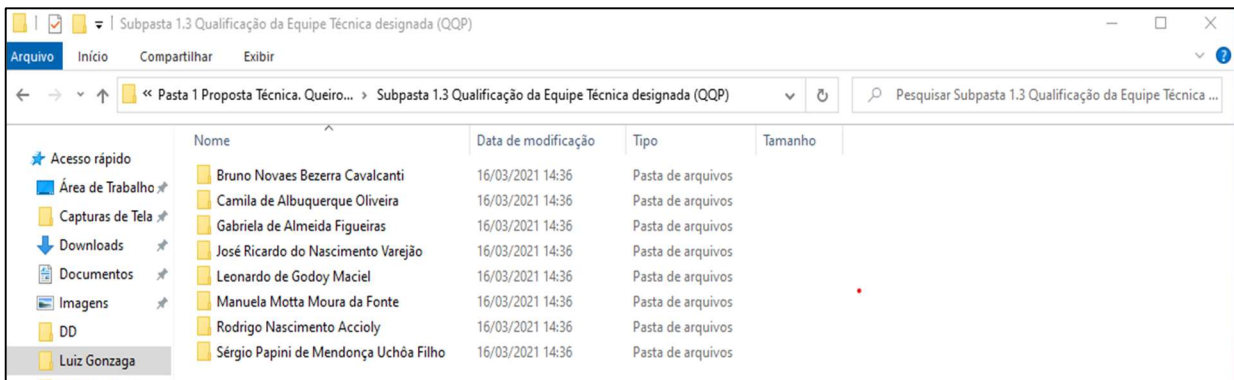 Subpasta 1.3 Qualificação da Equipe Técnica designada (QQP)
Arquivo Início Compartilhar Exibir
« Pasta 1 Proposta Técnica. Queiro... › Subpasta 1.3 Qualificação da Equipe Técnica designada (QQP) Pesquisar Subpasta 1.3 Qualificação da Equipe Técnica ...
Nome Data de modificação Tipo Tamanho
Acesso rápido
Área de Trabalho
Capturas de Tela
Downloads
Documentos
Imagens
DD
Luiz Gonzaga
Bruno Novaes Bezerra Cavalcanti 16/03/2021 14:36 Pasta de arquivos
Camila de Albuquerque Oliveira 16/03/2021 14:36 Pasta de arquivos
Gabriela de Almeida Figueiras 16/03/2021 14:36 Pasta de arquivos
José Ricardo do Nascimento Varejão 16/03/2021 14:36 Pasta de arquivos
Leonardo de Godoy Maciel 16/03/2021 14:36 Pasta de arquivos
Manuela Motta Moura da Fonte 16/03/2021 14:36 Pasta de arquivos
Rodrigo Nascimento Accioly 16/03/2021 14:36 Pasta de arquivos
Sérgio Papini de Mendonça Uchôa Filho 16/03/2021 14:36 Pasta de arquivos